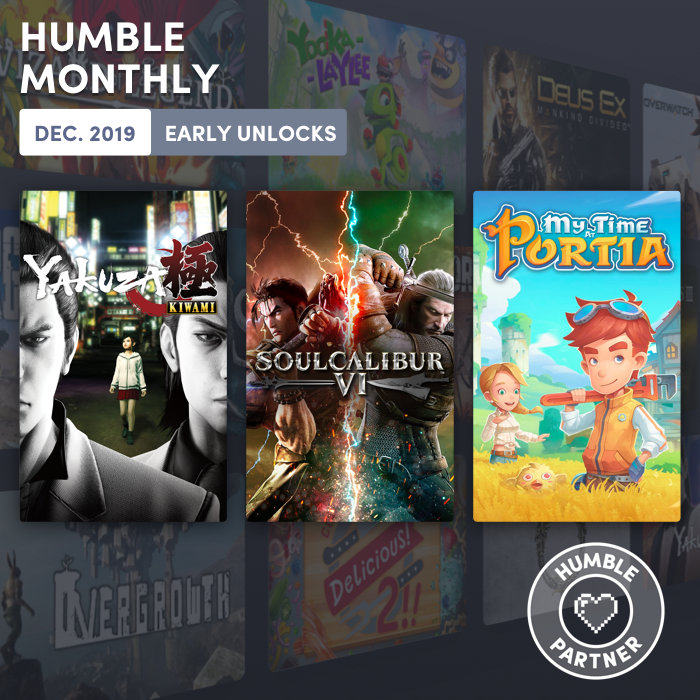 HUMBLE
MONTHLY
DEC. 2019
EARLY UNLOCKS
YOOKA
-LAYLEE
DEUS EX
MANKIND DIVIDED
OVERWATCH
YAKUZA 極
KIWAMI
SOULCALIBUR
VI
MY TIME
AT
PORTIA
OVERGROWTH
DELICIOUS!
2!!
HUMBLE
PARTNER